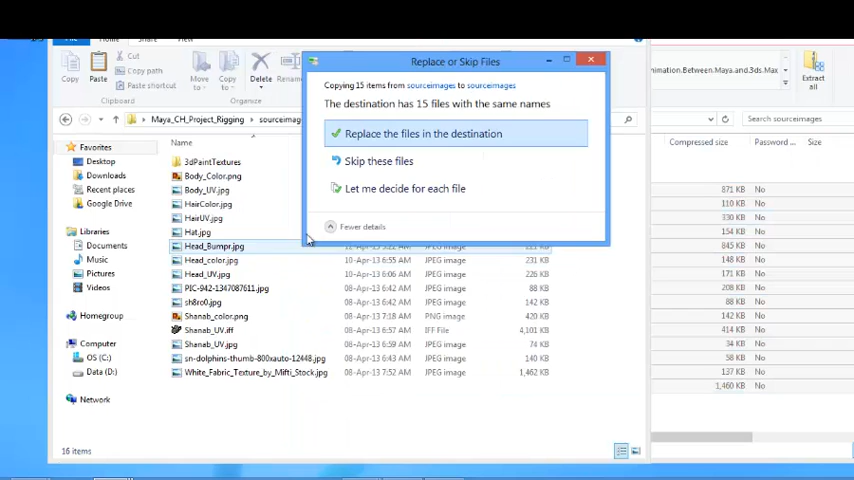 File Home Share View
Copy Paste Cut Copy path Paste shortcut Clipboard
Move to Copy to Delete Organize
Maya_CH_Project_Rigging sourceimag
Replace or Skip Files
Copying 15 items from sourceimages to sourceimages
The destination has 15 files with the same names
Replace the files in the destination
Skip these files
Let me decide for each file
Fewer details
nimation.Between.Maya.and.3ds.Max
Extract all
Search sourceimages
Compressed size Password ... Size
Favorites
Desktop
Downloads
Recent places
Google Drive
Libraries
Documents
Music
Pictures
Videos
Homegroup
Computer
OS (C:)
Data (D:)
Network
Name
3dPaintTextures
Body_Color.png
Body_UV.jpg
HairColor.jpg
HairUV.jpg
Hat.jpg
Head_Bumpr.jpg JPEG image 221 KB
Head_color.jpg 10-Apr-13 6:55 AM JPEG image 231 KB
Head_UV.jpg 10-Apr-13 6:06 AM JPEG image 226 KB
PIC-942-1347087611.jpg 08-Apr-13 6:42 AM JPEG image 88 KB
sh8ro0.jpg 08-Apr-13 6:42 AM JPEG image 142 KB
Shanab_color.png 08-Apr-13 7:18 AM PNG image 420 KB
Shanab_UV.iff 08-Apr-13 6:43 AM IFF File 4,101 KB
Shanab_UV.jpg 08-Apr-13 6:59 AM JPEG image 74 KB
sn-dolphins-thumb-800xauto-12448.jpg 08-Apr-13 6:43 AM JPEG image 140 KB
White_Fabric_Texture_by_Mifti_Stock.jpg 08-Apr-13 7:52 AM JPEG image 1,462 KB
871 KB No
110 KB No
330 KB No
154 KB No
845 KB No
148 KB No
171 KB No
208 KB No
88 KB No
142 KB No
414 KB No
34 KB No
58 KB No
137 KB No
1,460 KB No
16 items